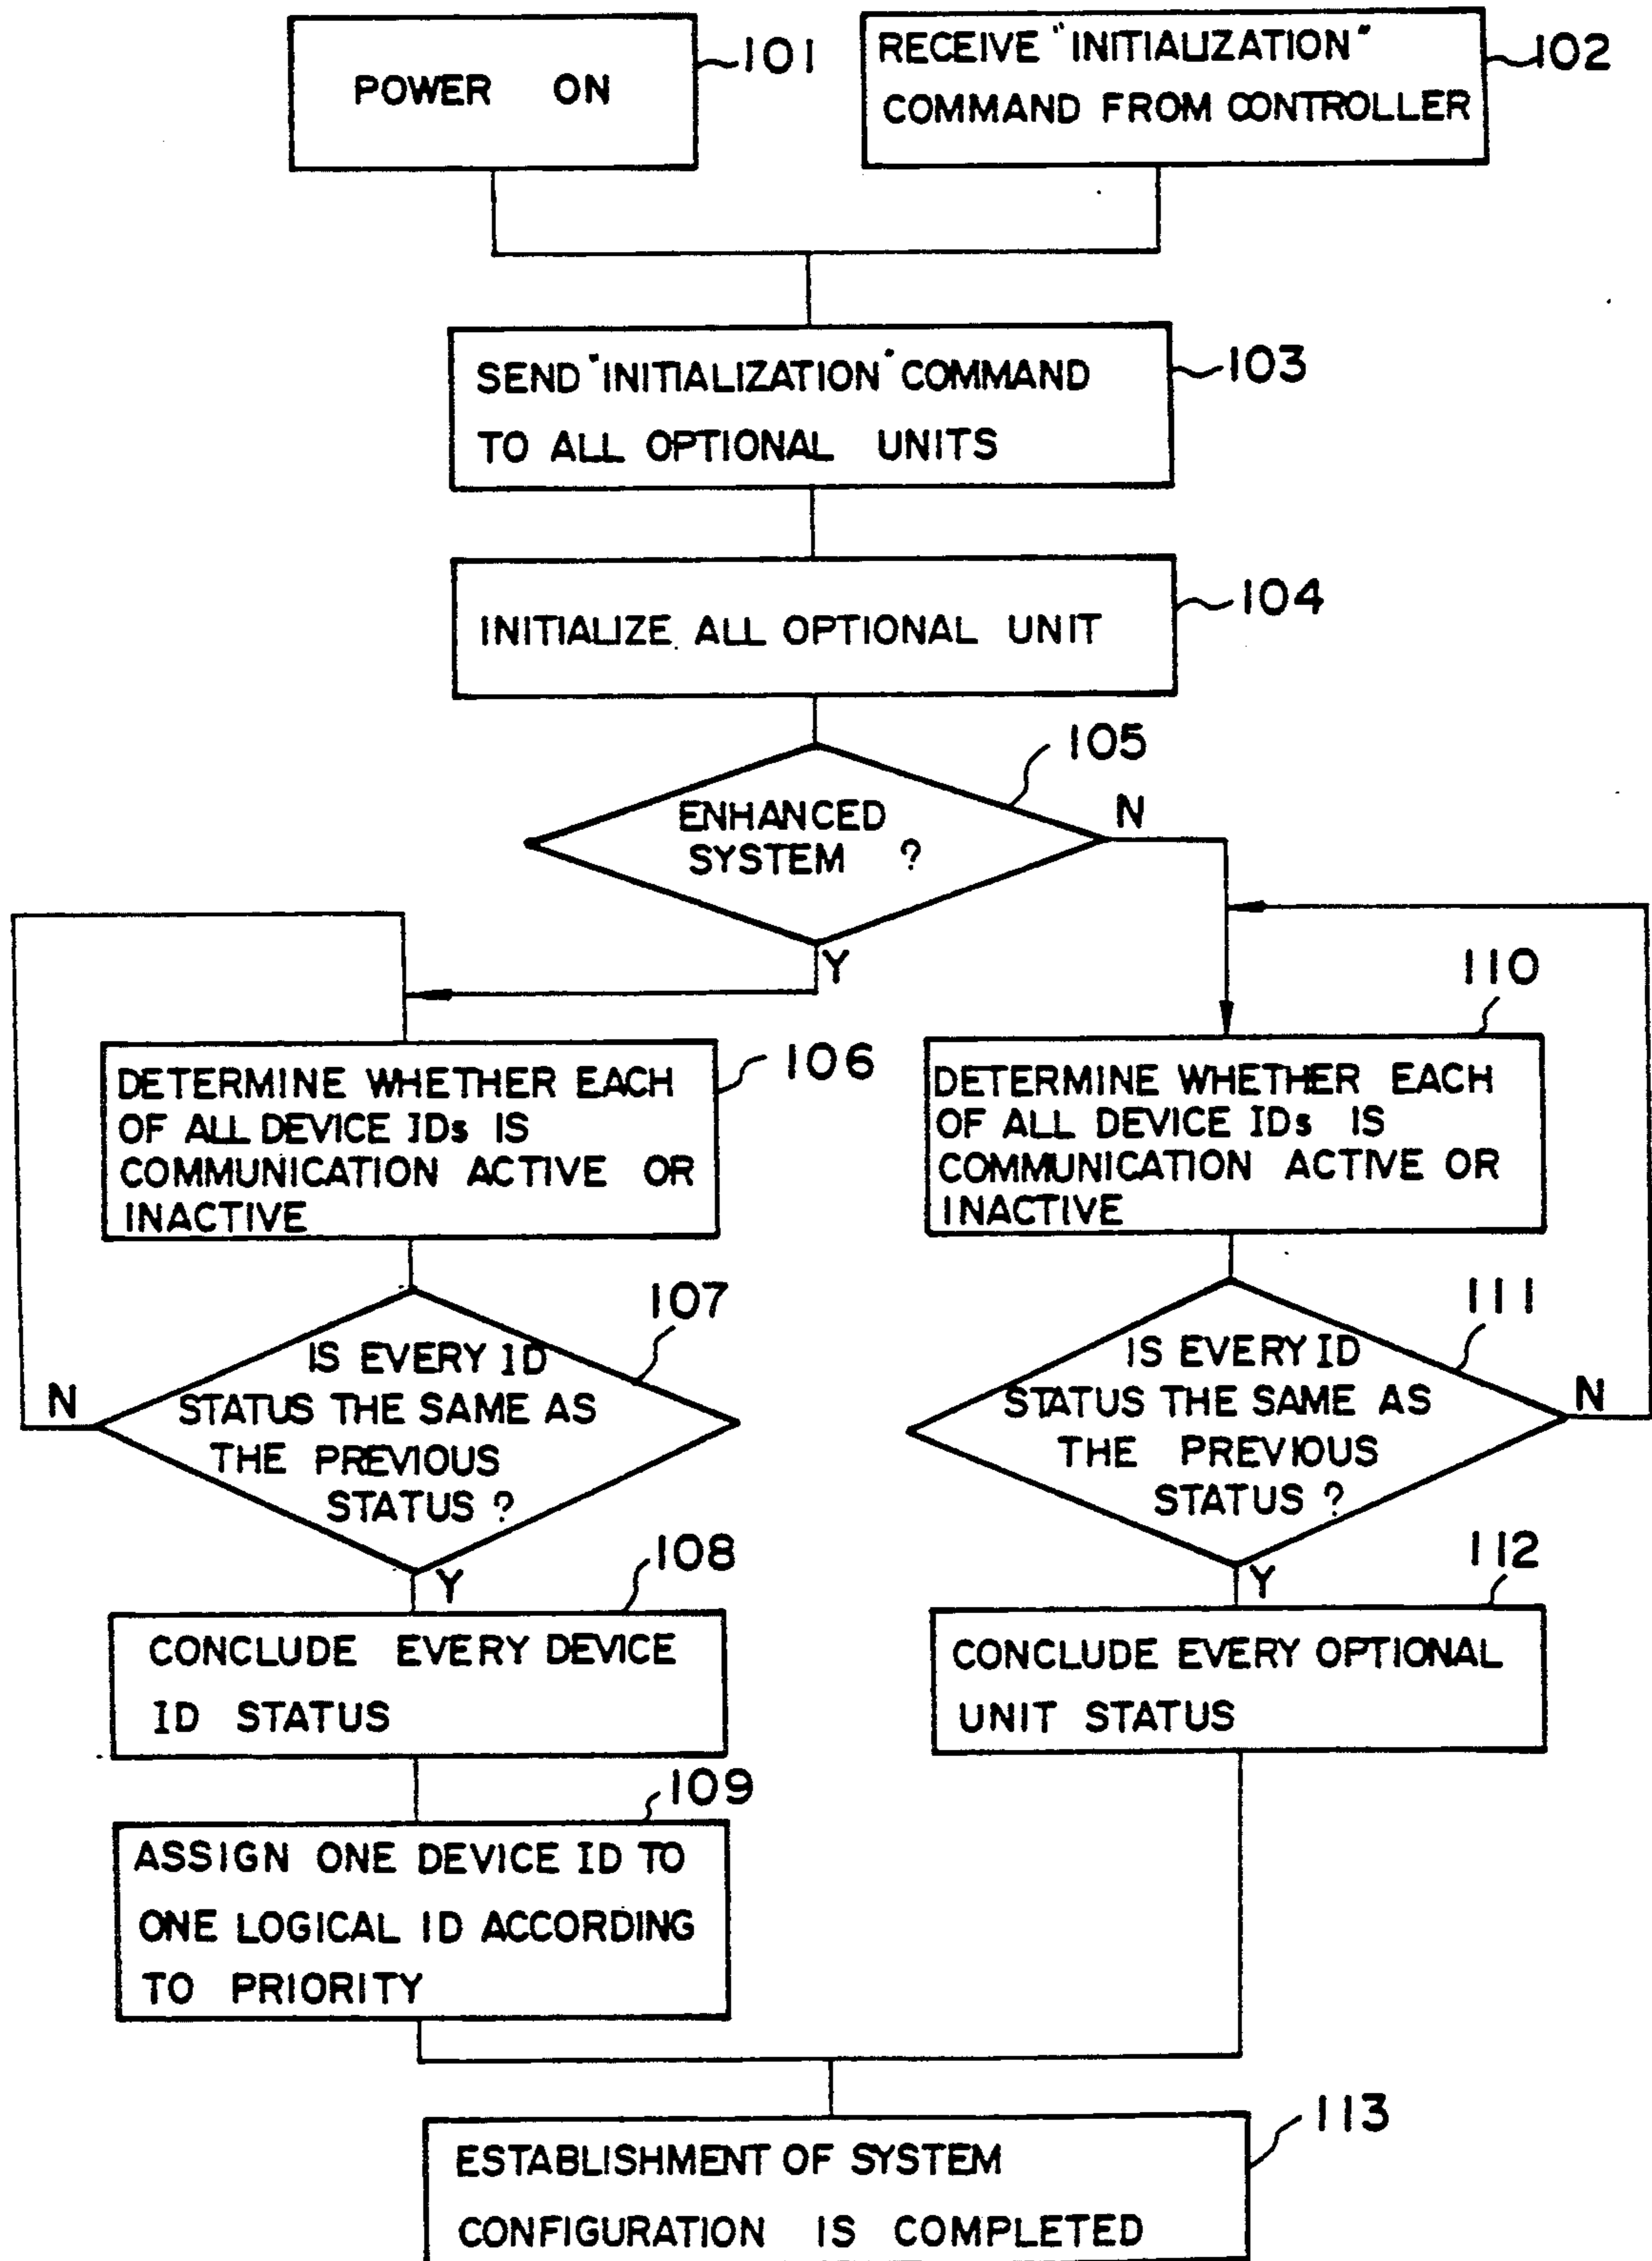 POWER ON
101
RECEIVE "INITIALIZATION"
COMMAND FROM CONTROLLER
102
SEND "INITIALIZATION" COMMAND
TO ALL OPTIONAL UNITS
103
INITIALIZE ALL OPTIONAL UNIT
104
105
ENHANCED
SYSTEM ?
N
Y
106
DETERMINE WHETHER EACH
OF ALL DEVICE IDs IS
COMMUNICATION ACTIVE OR
INACTIVE
110
DETERMINE WHETHER EACH
OF ALL DEVICE IDs IS
COMMUNICATION ACTIVE OR
INACTIVE
107
IS EVERY ID
STATUS THE SAME AS
THE PREVIOUS
STATUS ?
N
Y
111
IS EVERY ID
STATUS THE SAME AS
THE PREVIOUS
STATUS ?
N
Y
108
CONCLUDE EVERY DEVICE
ID STATUS
112
CONCLUDE EVERY OPTIONAL
UNIT STATUS
109
ASSIGN ONE DEVICE ID TO
ONE LOGICAL ID ACCORDING
TO PRIORITY
113
ESTABLISHMENT OF SYSTEM
CONFIGURATION IS COMPLETED